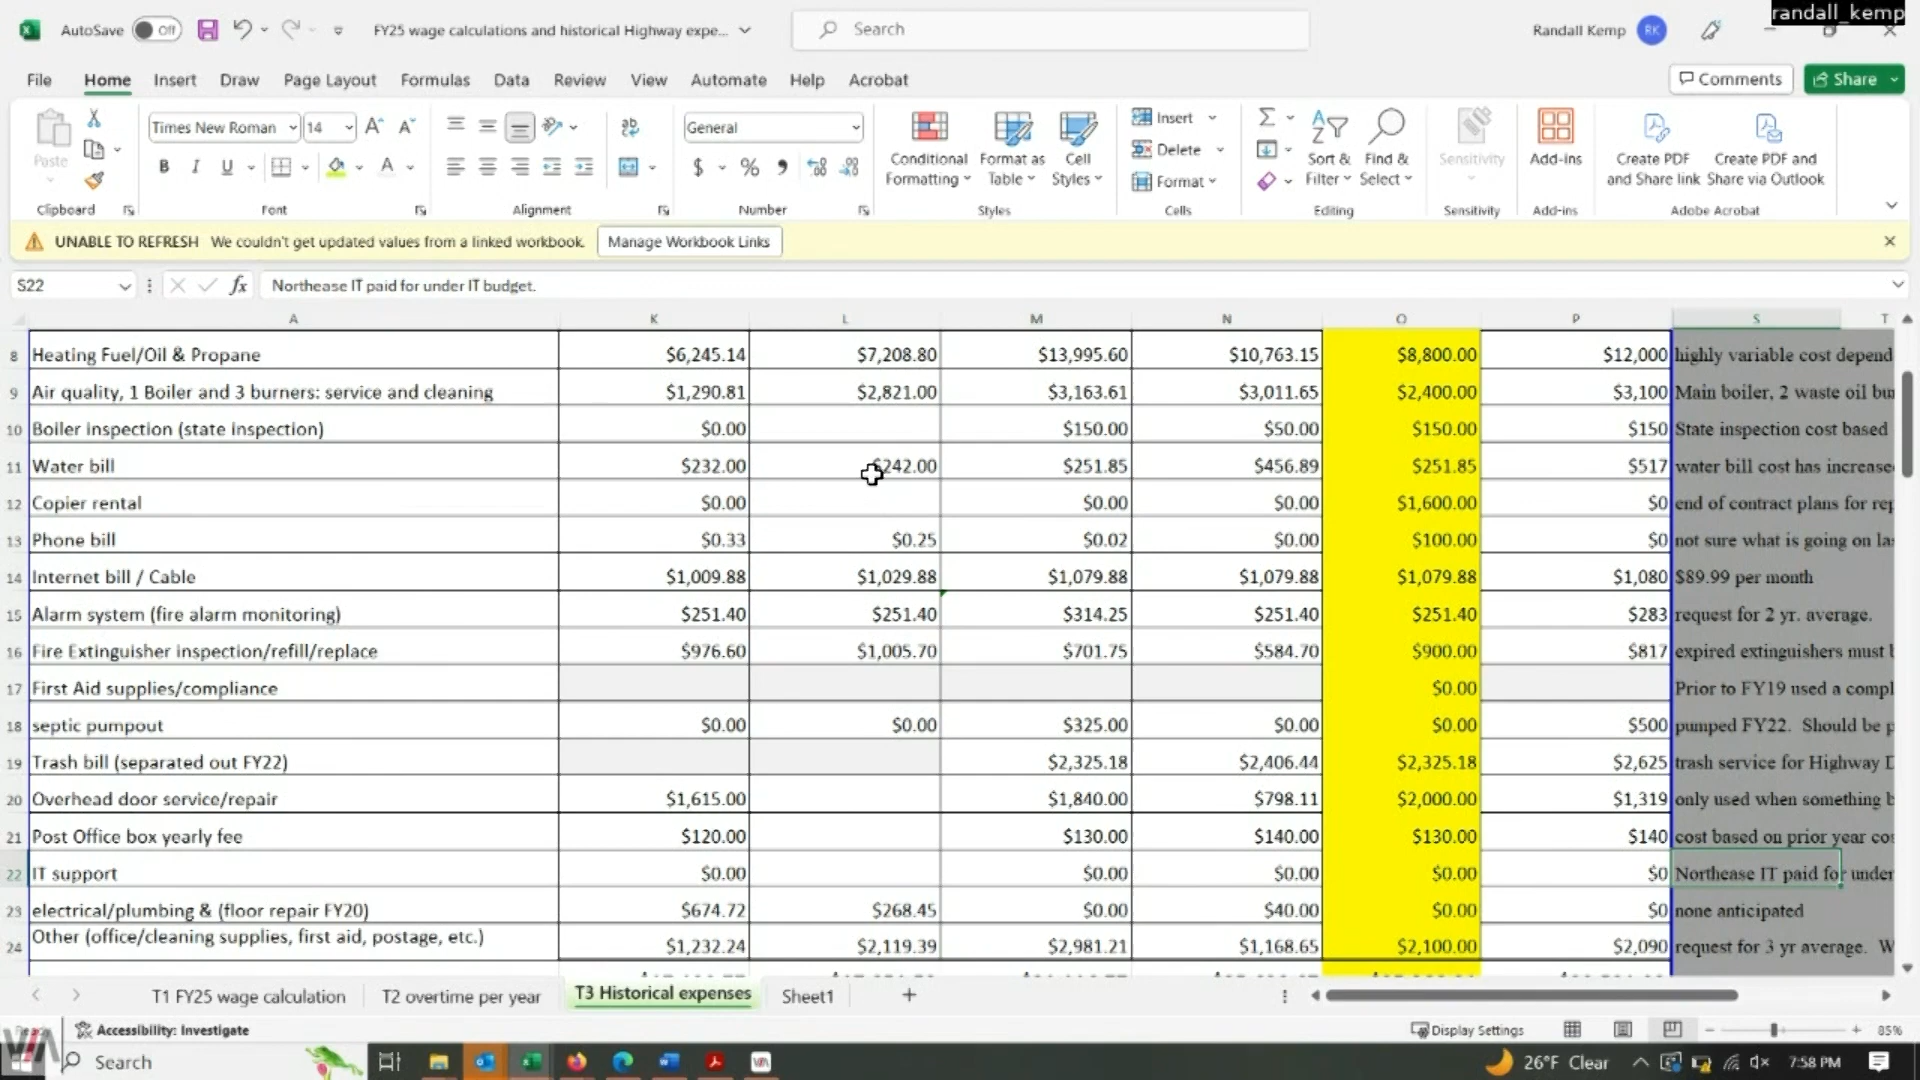 randall_kemp
AutoSave Off FY25 wage calculations and historical Highway expe... Search Randall Kemp RK
File Home Insert Draw Page Layout Formulas Data Review View Automate Help Acrobat Comments Share
Paste Times New Roman 14 General Conditional Formatting Format as Table Cell Styles Insert Delete Format Sort & Filter Find & Select Sensitivity Add-ins Create PDF and Share link Create PDF and Share via Outlook
Clipboard Font Alignment Number Styles Cells Editing Sensitivity Add-ins Adobe Acrobat
UNABLE TO REFRESH We couldn't get updated values from a linked workbook. Manage Workbook Links
S22 fx Northease IT paid for under IT budget.
A K L M N O P S T
8 Heating Fuel/Oil & Propane $6,245.14 $7,208.80 $13,995.60 $10,763.15 $8,800.00 $12,000 highly variable cost depend
9 Air quality, 1 Boiler and 3 burners: service and cleaning $1,290.81 $2,821.00 $3,163.61 $3,011.65 $2,400.00 $3,100 Main boiler, 2 waste oil bu
10 Boiler inspection (state inspection) $0.00 $150.00 $50.00 $150.00 $150 State inspection cost based
11 Water bill $232.00 $242.00 $251.85 $456.89 $251.85 $517 water bill cost has increase
12 Copier rental $0.00 $0.00 $0.00 $1,600.00 $0 end of contract plans for rep
13 Phone bill $0.33 $0.25 $0.02 $0.00 $100.00 $0 not sure what is going on la
14 Internet bill / Cable $1,009.88 $1,029.88 $1,079.88 $1,079.88 $1,079.88 $1,080 $89.99 per month
15 Alarm system (fire alarm monitoring) $251.40 $251.40 $314.25 $251.40 $251.40 $283 request for 2 yr. average.
16 Fire Extinguisher inspection/refill/replace $976.60 $1,005.70 $701.75 $584.70 $900.00 $817 expired extinguishers must
17 First Aid supplies/compliance $0.00 Prior to FY19 used a compl
18 septic pumpout $0.00 $0.00 $325.00 $0.00 $0.00 $500 pumped FY22. Should be p
19 Trash bill (separated out FY22) $2,325.18 $2,406.44 $2,325.18 $2,625 trash service for Highway D
20 Overhead door service/repair $1,615.00 $1,840.00 $798.11 $2,000.00 $1,319 only used when something b
21 Post Office box yearly fee $120.00 $130.00 $140.00 $130.00 $140 cost based on prior year co
22 IT support $0.00 $0.00 $0.00 $0.00 $0 Northease IT paid for under
23 electrical/plumbing & (floor repair FY20) $674.72 $268.45 $0.00 $40.00 $0.00 $0 none anticipated
24 Other (office/cleaning supplies, first aid, postage, etc.) $1,232.24 $2,119.39 $2,981.21 $1,168.65 $2,100.00 $2,090 request for 3 yr average. W
T1 FY25 wage calculation T2 overtime per year T3 Historical expenses Sheet1
Accessibility: Investigate Display Settings 85%
Search 26°F Clear 7:58 PM